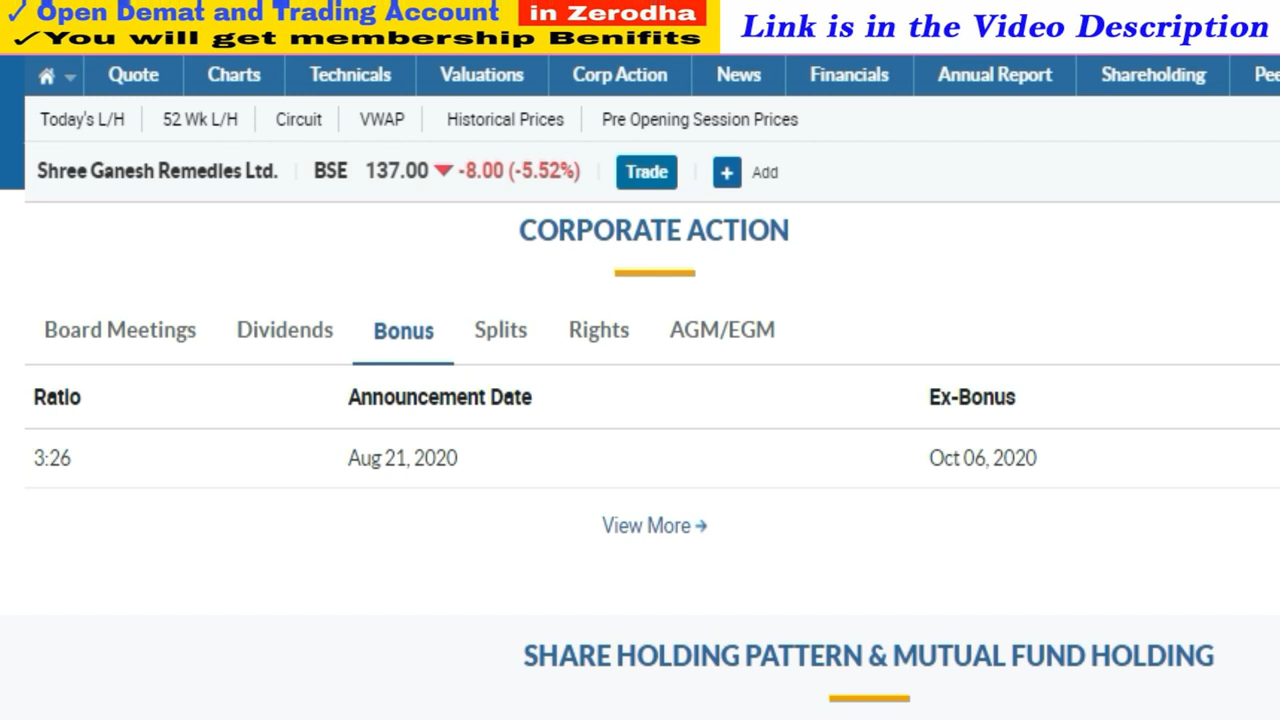 ✓ Open Demat and Trading Account in Zerodha
✓You will get membership Benifits
Link is in the Video Description
Quote Charts Technicals Valuations Corp Action News Financials Annual Report Shareholding
Today's L/H 52 Wk L/H Circuit VWAP Historical Prices Pre Opening Session Prices
Shree Ganesh Remedies Ltd. BSE 137.00 ▼ -8.00 (-5.52%) Trade + Add
CORPORATE ACTION
Board Meetings Dividends Bonus Splits Rights AGM/EGM
Ratio Announcement Date Ex-Bonus
3:26 Aug 21, 2020 Oct 06, 2020
View More →
SHARE HOLDING PATTERN & MUTUAL FUND HOLDING